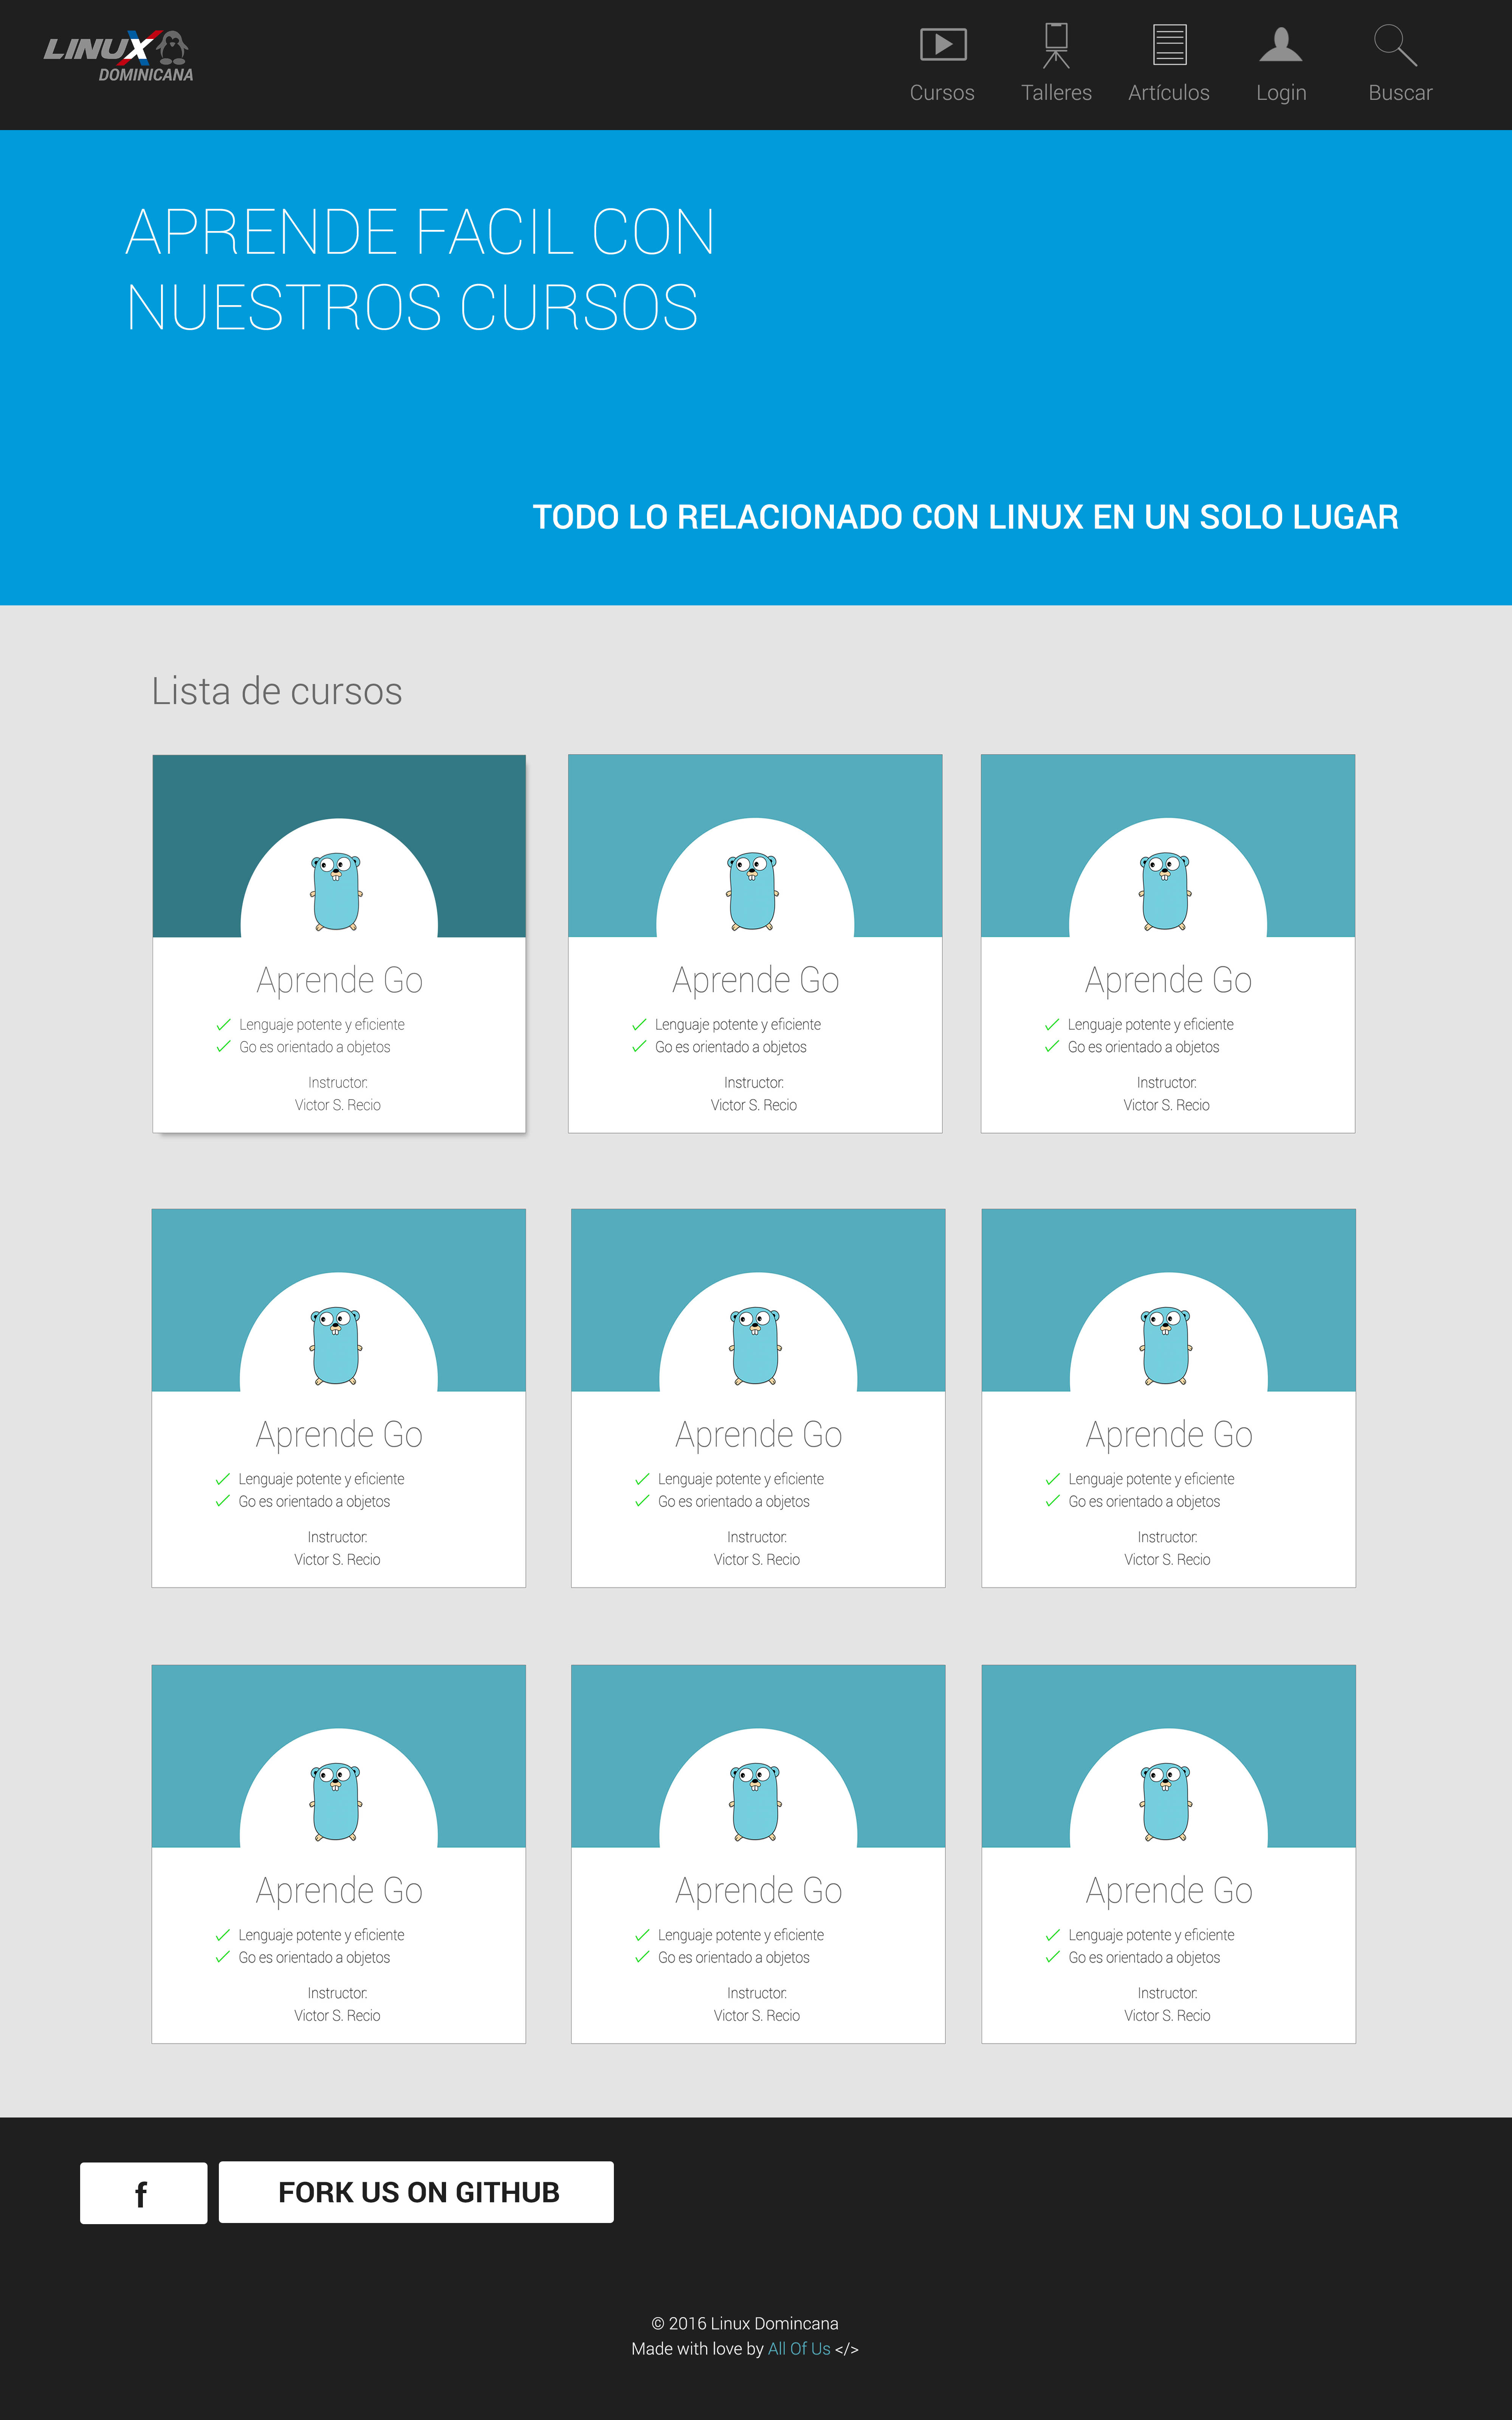 LINUX
DOMINICANA
Cursos
Talleres
Artículos
Login
Buscar
APRENDE FACIL CON
NUESTROS CURSOS
TODO LO RELACIONADO CON LINUX EN UN SOLO LUGAR
Lista de cursos
Aprende Go
Lenguaje potente y eficiente
Go es orientado a objetos
Instructor:
Victor S. Recio
Aprende Go
Lenguaje potente y eficiente
Go es orientado a objetos
Instructor:
Victor S. Recio
Aprende Go
Lenguaje potente y eficiente
Go es orientado a objetos
Instructor:
Victor S. Recio
Aprende Go
Lenguaje potente y eficiente
Go es orientado a objetos
Instructor:
Victor S. Recio
Aprende Go
Lenguaje potente y eficiente
Go es orientado a objetos
Instructor:
Victor S. Recio
Aprende Go
Lenguaje potente y eficiente
Go es orientado a objetos
Instructor:
Victor S. Recio
Aprende Go
Lenguaje potente y eficiente
Go es orientado a objetos
Instructor:
Victor S. Recio
Aprende Go
Lenguaje potente y eficiente
Go es orientado a objetos
Instructor:
Victor S. Recio
Aprende Go
Lenguaje potente y eficiente
Go es orientado a objetos
Instructor:
Victor S. Recio
f
FORK US ON GITHUB
© 2016 Linux Domincana
Made with love by All Of Us </>